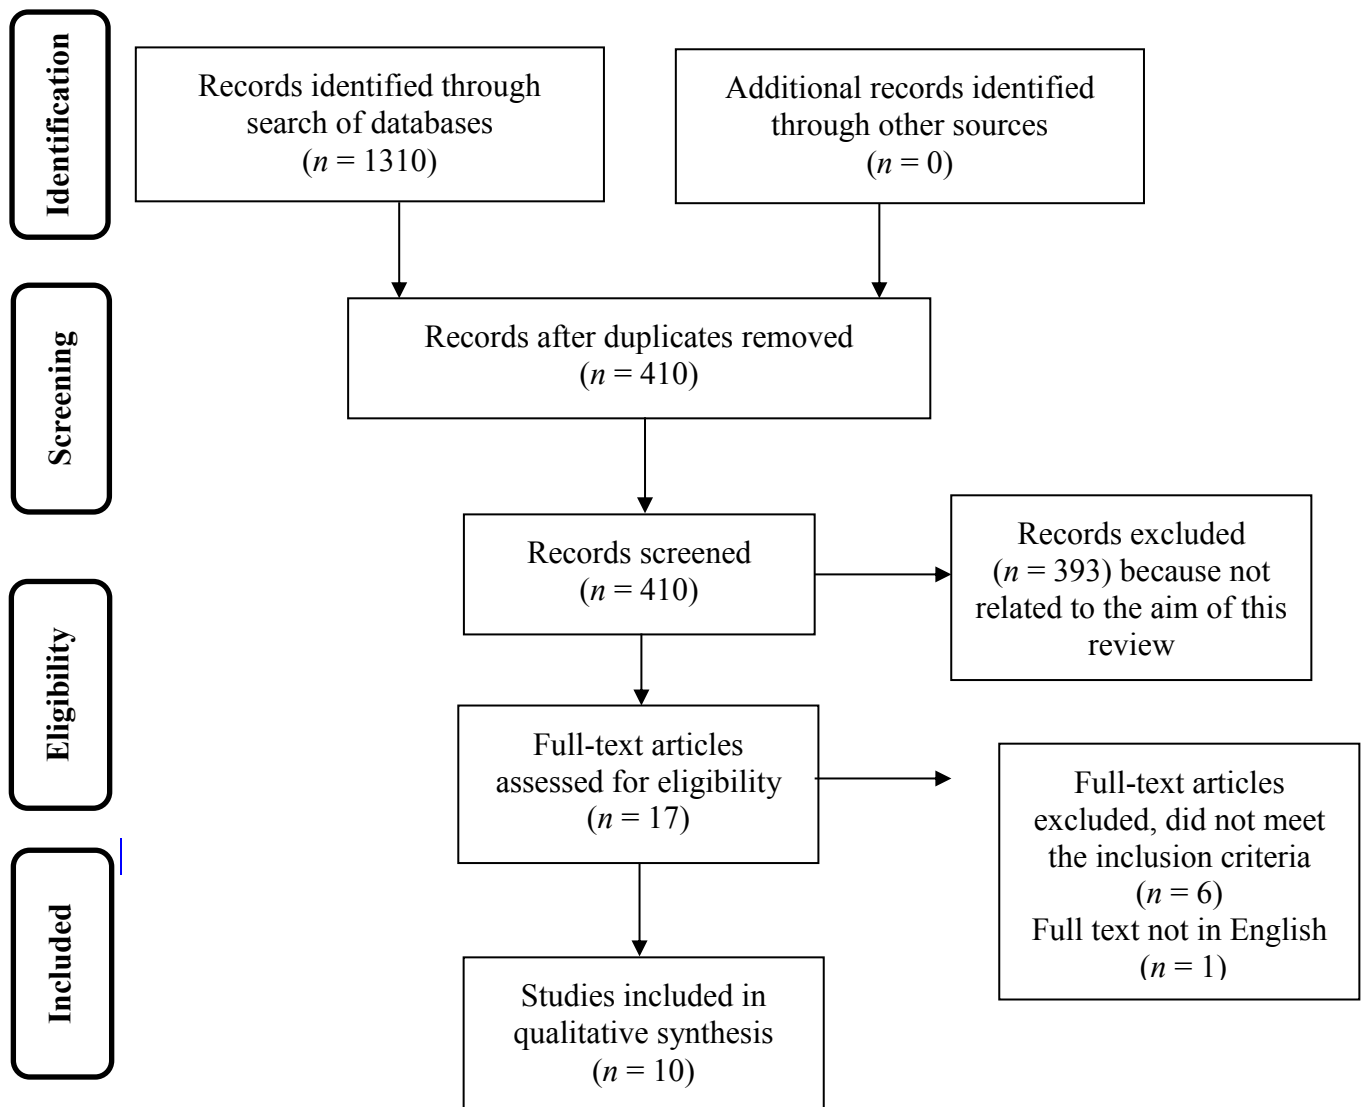 Identification
Records identified through
search of databases
(n = 1310)
Additional records identified
through other sources
(n = 0)
Screening
Records after duplicates removed
(n = 410)
Records screened
(n = 410)
Records excluded
(n = 393) because not
related to the aim of this
review
Eligibility
Full-text articles
assessed for eligibility
(n = 17)
Full-text articles
excluded, did not meet
the inclusion criteria
(n = 6)
Full text not in English
(n = 1)
Included
Studies included in
qualitative synthesis
(n = 10)